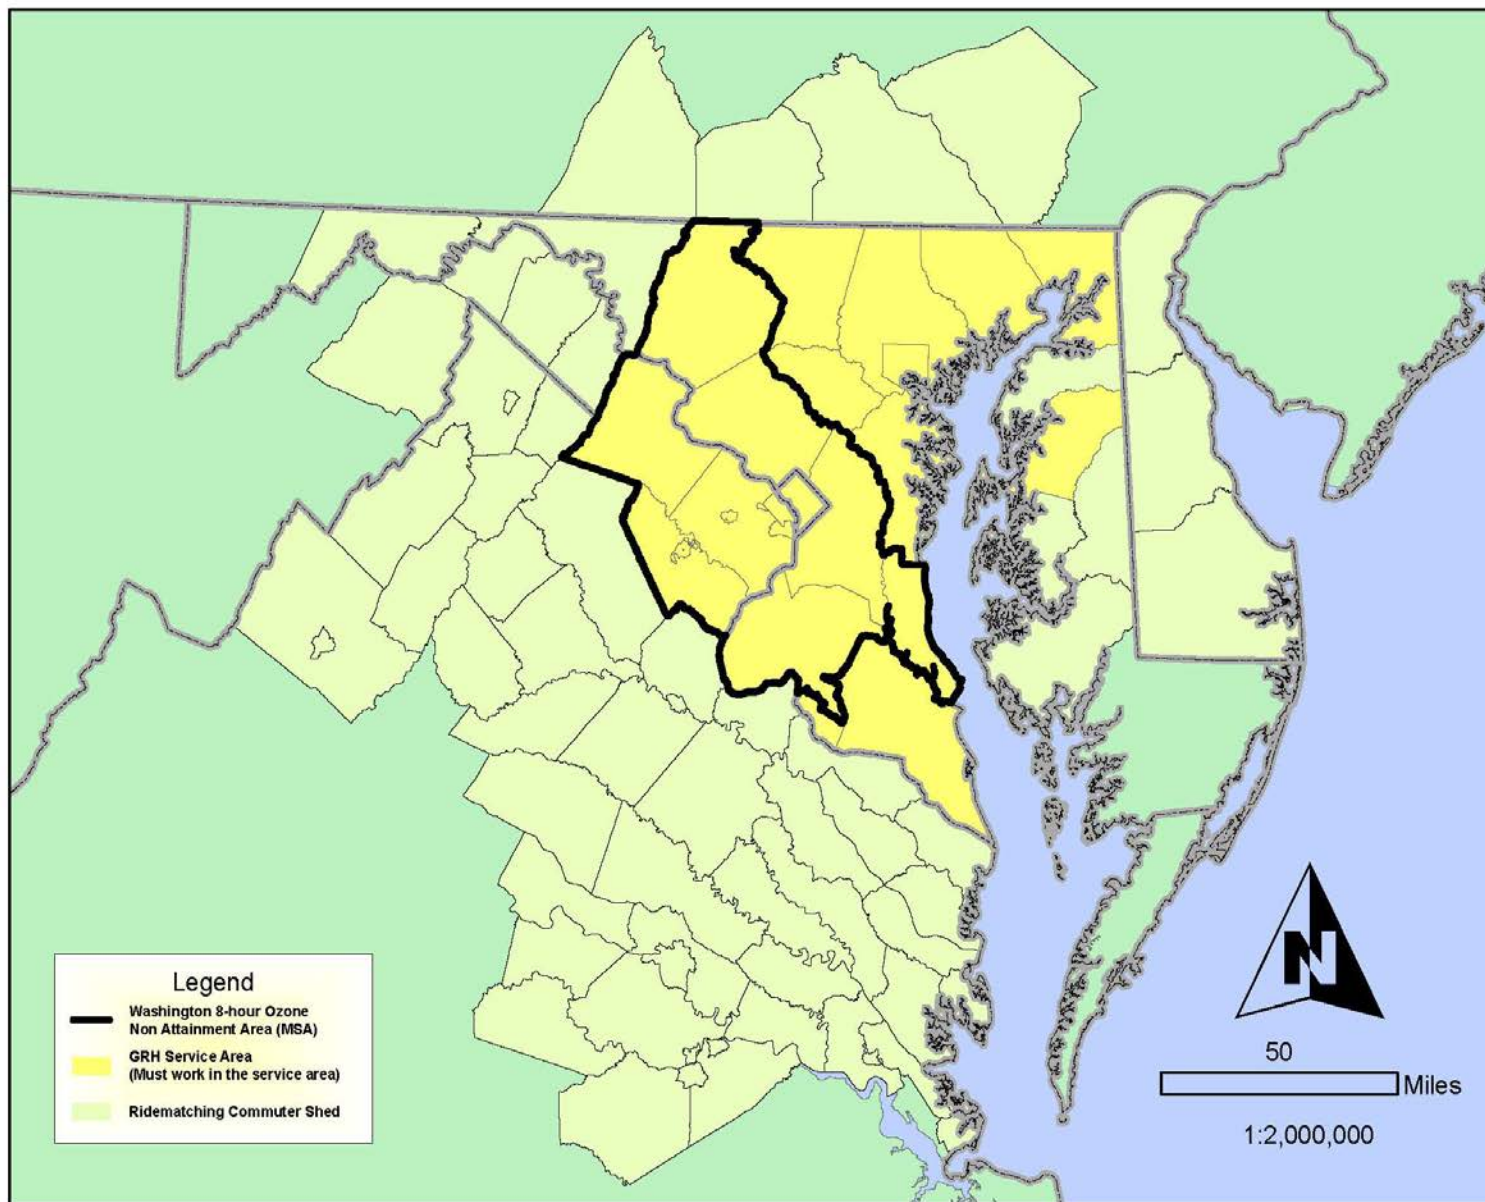 Legend
Washington 8-hour Ozone
Non Attainment Area (MSA)
GRH Service Area
(Must work in the service area)
Ridematching Commuter Shed
N
50
Miles
1:2,000,000